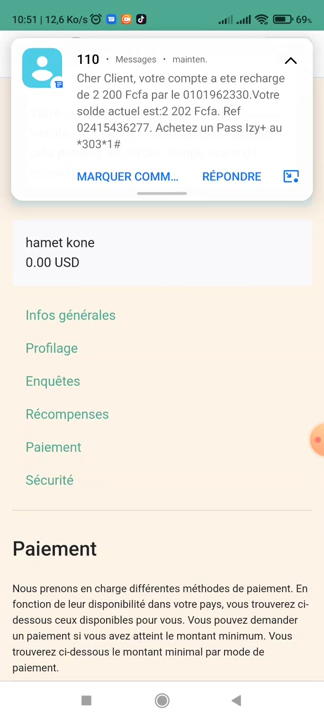 10:51 | 12,6 Ko/s
69%
110 • Messages • mainten.
Cher Client, votre compte a ete recharge
de 2 200 Fcfa par le 0101962330.Votre
solde actuel est:2 202 Fcfa. Ref
02415436277. Achetez un Pass Izy+ au
*303*1#
MARQUER COMM... RÉPONDRE
hamet kone
0.00 USD
Infos générales
Profilage
Enquêtes
Récompenses
Paiement
Sécurité
Paiement
Nous prenons en charge différentes méthodes de paiement. En
fonction de leur disponibilité dans votre pays, vous trouverez ci-
dessous ceux disponibles pour vous. Vous pouvez demander
un paiement si vous avez atteint le montant minimum. Vous
trouverez ci-dessous le montant minimal par mode de
paiement.